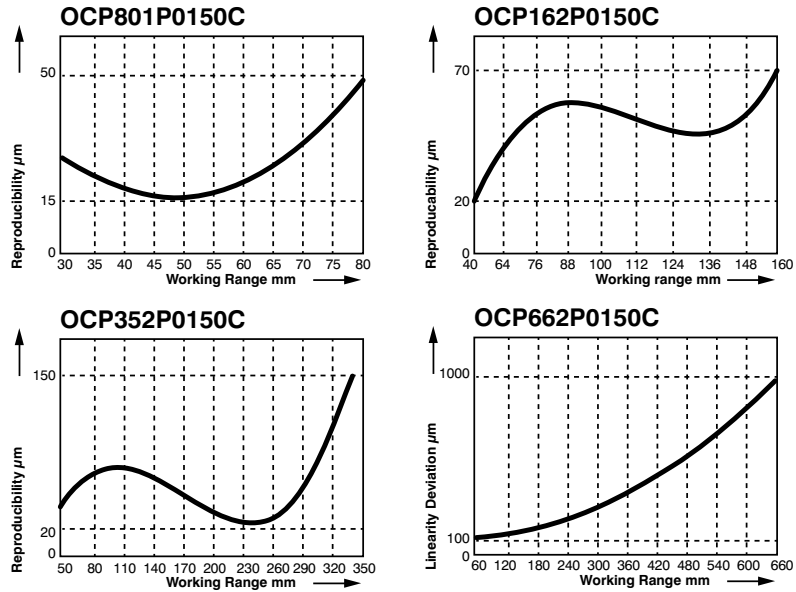 OCP801P0150C
Reproducibility µm
50
15
0
30 35 40 45 50 55 60 65 70 75 80
Working Range mm
OCP162P0150C
Reproducability µm
70
20
0
40 64 76 88 100 112 124 136 148 160
Working range mm
OCP352P0150C
Reproducibility µm
150
20
0
50 80 110 140 170 200 230 260 290 320 350
Working Range mm
OCP662P0150C
Linearity Deviation µm
1000
100
0
60 120 180 240 300 360 420 480 540 600 660
Working Range mm